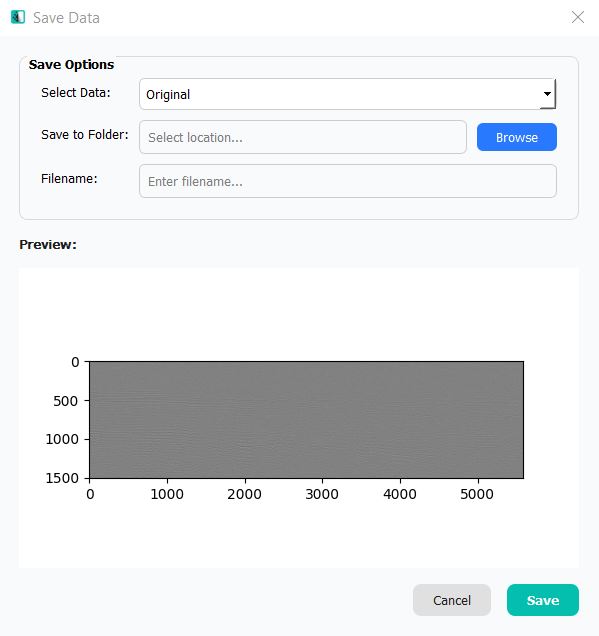 Save Data
Save Options
Select Data:
Original
Save to Folder:
Select location...
Browse
Filename:
Enter filename...
Preview:
0
500
1000
1500
0 1000 2000 3000 4000 5000
Cancel
Save